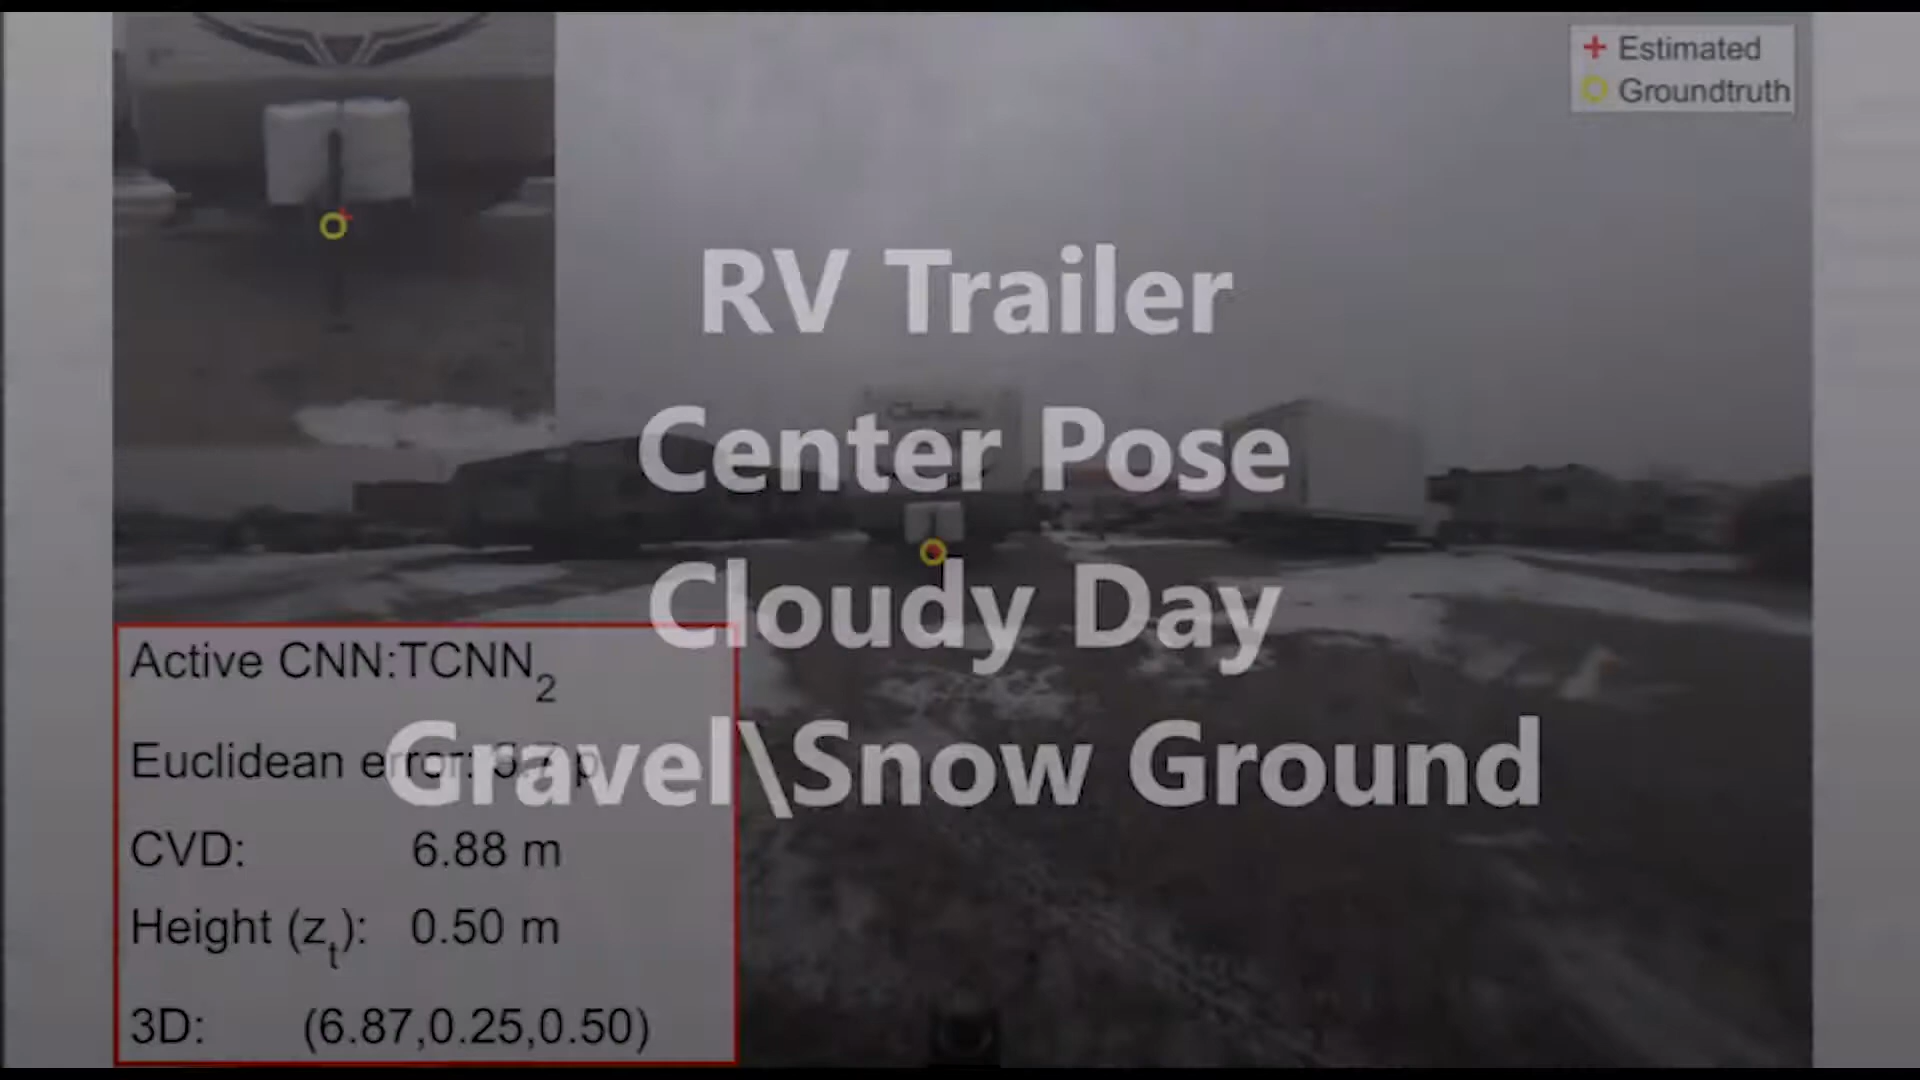 Estimated
Groundtruth
RV Trailer
Center Pose
Cloudy Day
Gravel\Snow Ground
Active CNN:TCNN2
Euclidean error:
CVD: 6.88 m
Height (zt): 0.50 m
3D: (6.87,0.25,0.50)